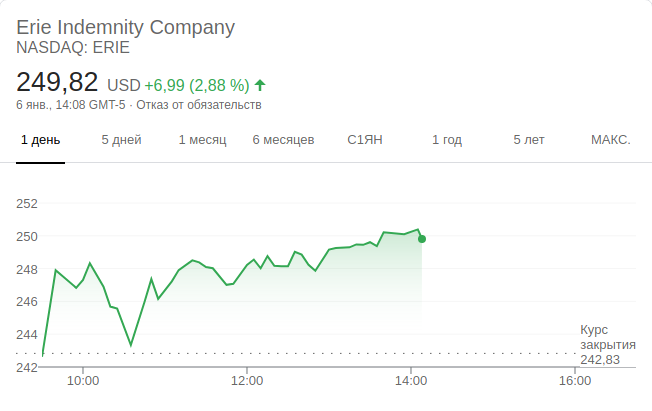 Erie Indemnity Company
NASDAQ: ERIE
249,82 USD +6,99 (2,88 %)
6 янв., 14:08 GMT-5 · Отказ от обязательств
1 день 5 дней 1 месяц 6 месяцев С1ЯН 1 год 5 лет МАКС.
252
250
248
246
244
242
Курс
закрытия
242,83
10:00 12:00 14:00 16:00